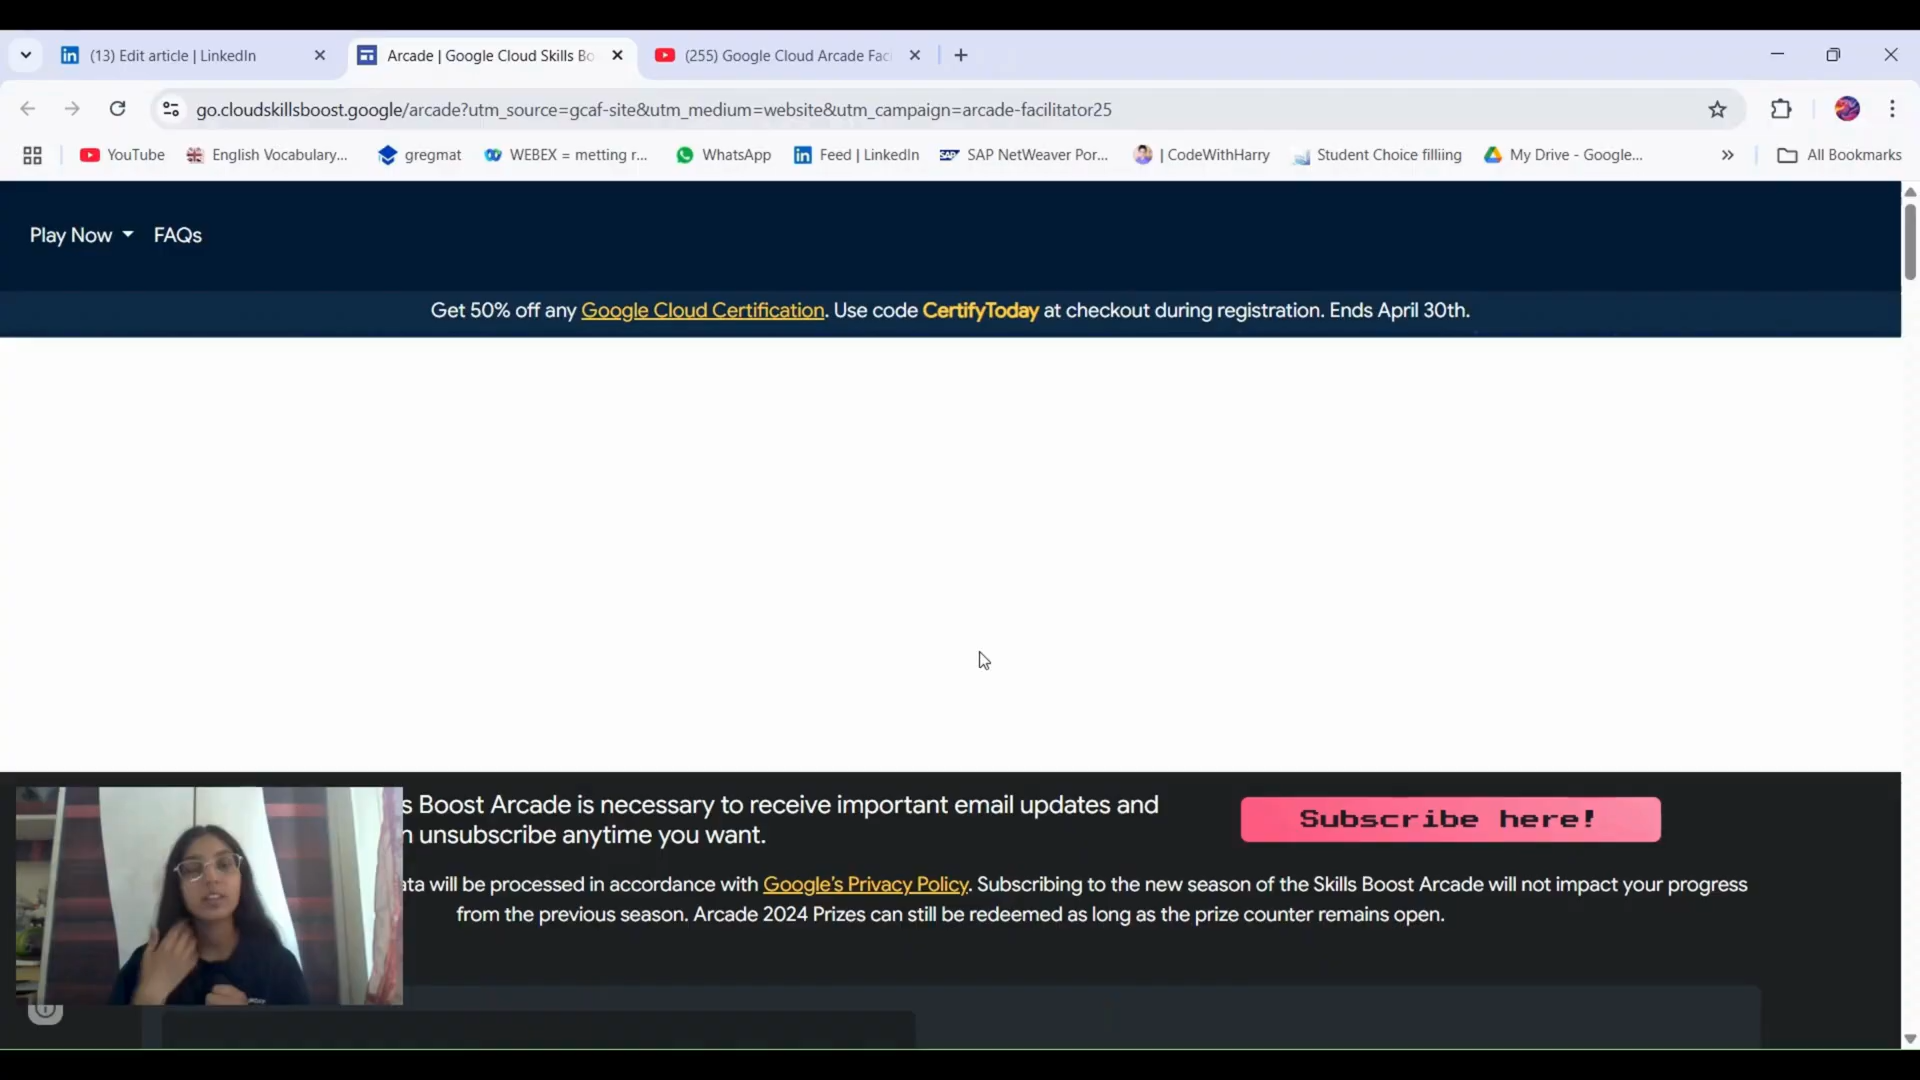 (13) Edit article | LinkedIn
Arcade | Google Cloud Skills Bo
(255) Google Cloud Arcade Fac
go.cloudskillsboost.google/arcade?utm_source=gcaf-site&utm_medium=website&utm_campaign=arcade-facilitator25
YouTube
English Vocabulary...
gregmat
WEBEX = metting r...
WhatsApp
Feed | LinkedIn
SAP NetWeaver Por...
| CodeWithHarry
Student Choice filliing
My Drive - Google...
All Bookmarks
Play Now
FAQs
Get 50% off any Google Cloud Certification. Use code CertifyToday at checkout during registration. Ends April 30th.
s Boost Arcade is necessary to receive important email updates and
unsubscribe anytime you want.
Subscribe here!
ata will be processed in accordance with Google's Privacy Policy. Subscribing to the new season of the Skills Boost Arcade will not impact your progress
from the previous season. Arcade 2024 Prizes can still be redeemed as long as the prize counter remains open.